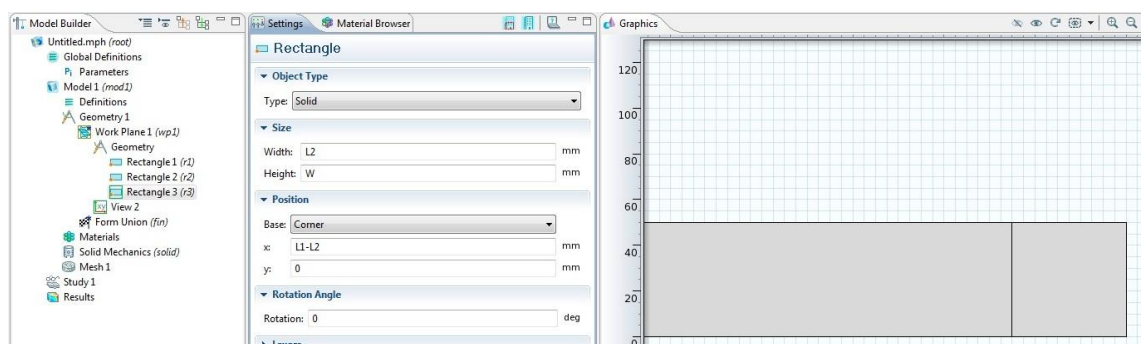 Model Builder
Untitled.mph (root)
Global Definitions
Pi Parameters
Model 1 (mod1)
Definitions
Geometry 1
Work Plane 1 (wp1)
Geometry
Rectangle 1 (r1)
Rectangle 2 (r2)
Rectangle 3 (r3)
xy View 2
Form Union (fin)
Materials
Solid Mechanics (solid)
Mesh 1
Study 1
Results
Settings Material Browser
Rectangle
Object Type
Type: Solid
Size
Width: L2 mm
Height: W mm
Position
Base: Corner
x: L1-L2 mm
y: 0 mm
Rotation Angle
Rotation: 0 deg
Layers
Graphics
120
100
80
60
40
20
0